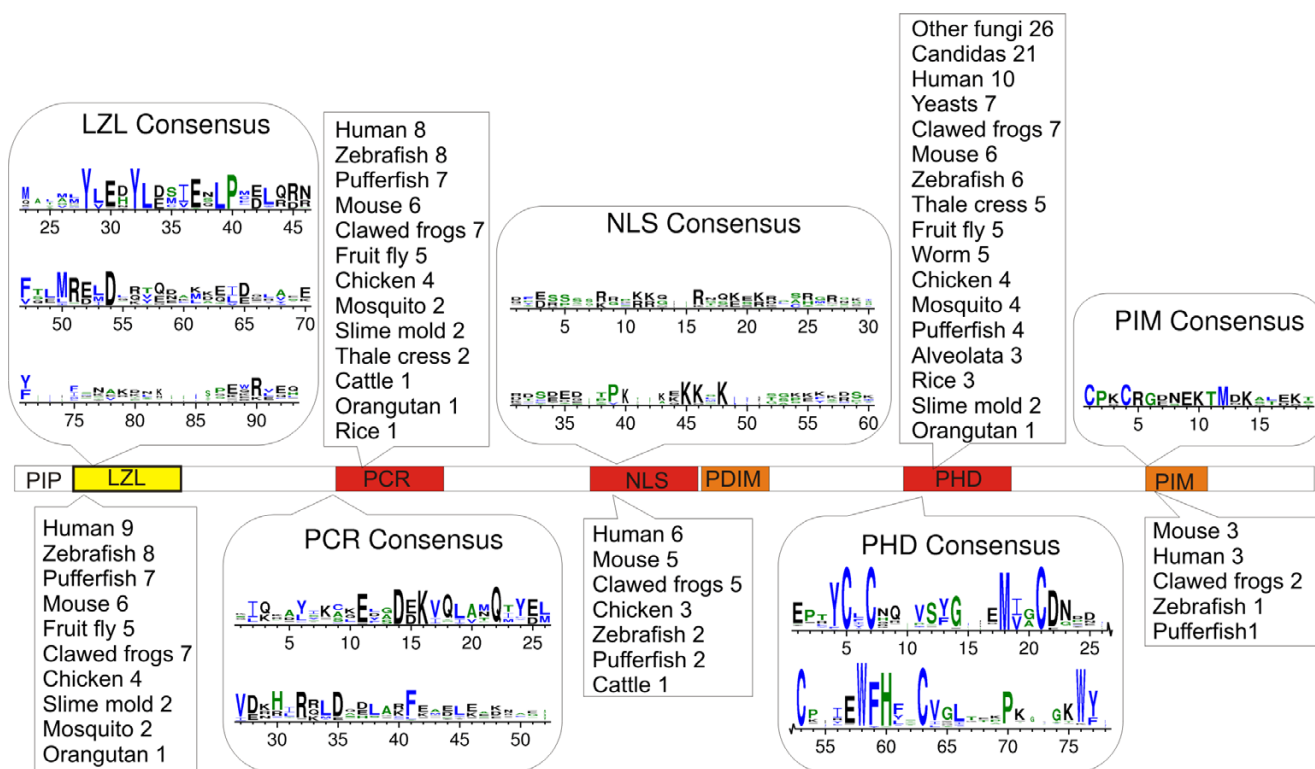 LZL Consensus
25 30 35 40 45
50 55 60 65 70
75 80 85 90
Human 8
Zebrafish 8
Pufferfish 7
Mouse 6
Clawed frogs 7
Fruit fly 5
Chicken 4
Mosquito 2
Slime mold 2
Thale cress 2
Cattle 1
Orangutan 1
Rice 1
NLS Consensus
5 10 15 20 25 30
35 40 45 50 55 60
Other fungi 26
Candidas 21
Human 10
Yeasts 7
Clawed frogs 7
Mouse 6
Zebrafish 6
Thale cress 5
Fruit fly 5
Worm 5
Chicken 4
Mosquito 4
Pufferfish 4
Alveolata 3
Rice 3
Slime mold 2
Orangutan 1
PIM Consensus
5 10 15
PIP LZL PCR NLS PDIM PHD PIM
Human 9
Zebrafish 8
Pufferfish 7
Mouse 6
Fruit fly 5
Clawed frogs 7
Chicken 4
Slime mold 2
Mosquito 2
Orangutan 1
PCR Consensus
5 10 15 20 25
30 35 40 45 50
Human 6
Mouse 5
Clawed frogs 5
Chicken 3
Zebrafish 2
Pufferfish 2
Cattle 1
PHD Consensus
5 10 15 20 25
55 60 65 70 75
Mouse 3
Human 3
Clawed frogs 2
Zebrafish 1
Pufferfish1